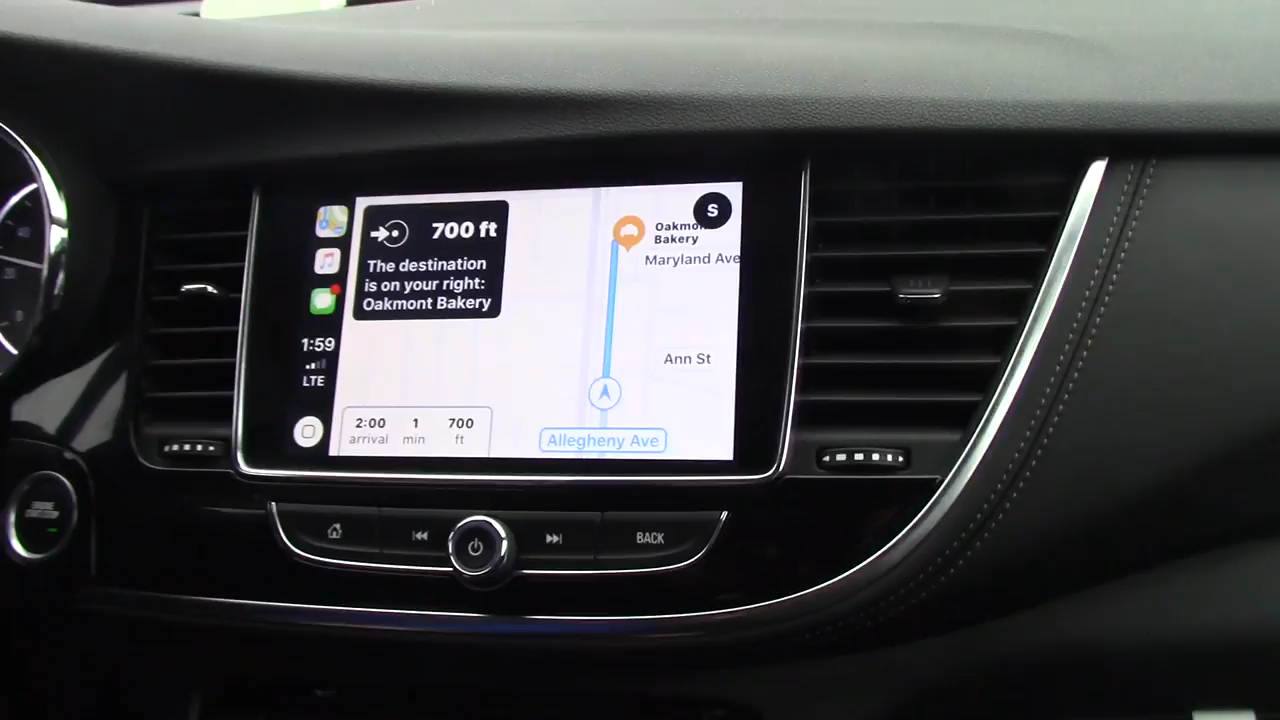 700 ft
The destination
is on your right:
Oakmont Bakery
S
Bakery
Maryland Ave
Ann St
1:59
LTE
2:00 1 700
arrival min ft
Allegheny Ave
BACK